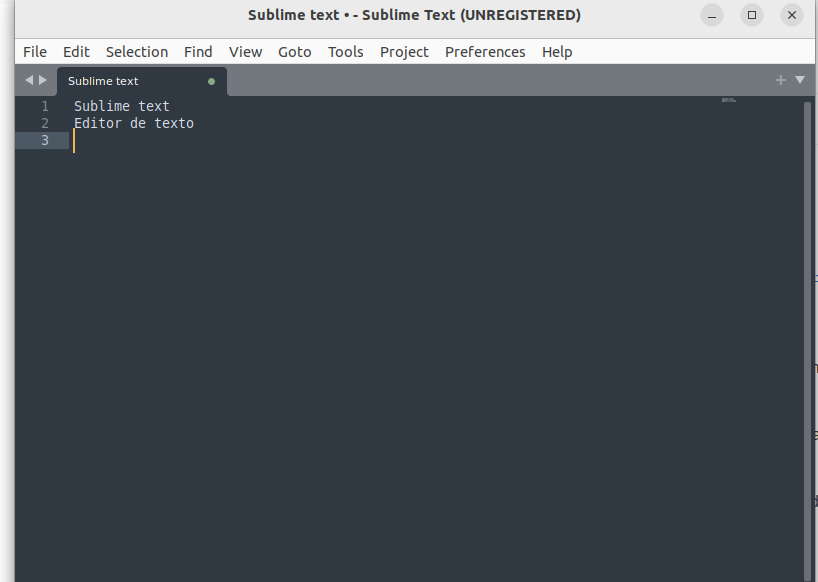 Sublime text • - Sublime Text (UNREGISTERED)
File Edit Selection Find View Goto Tools Project Preferences Help
Sublime text
1 Sublime text
2 Editor de texto
3